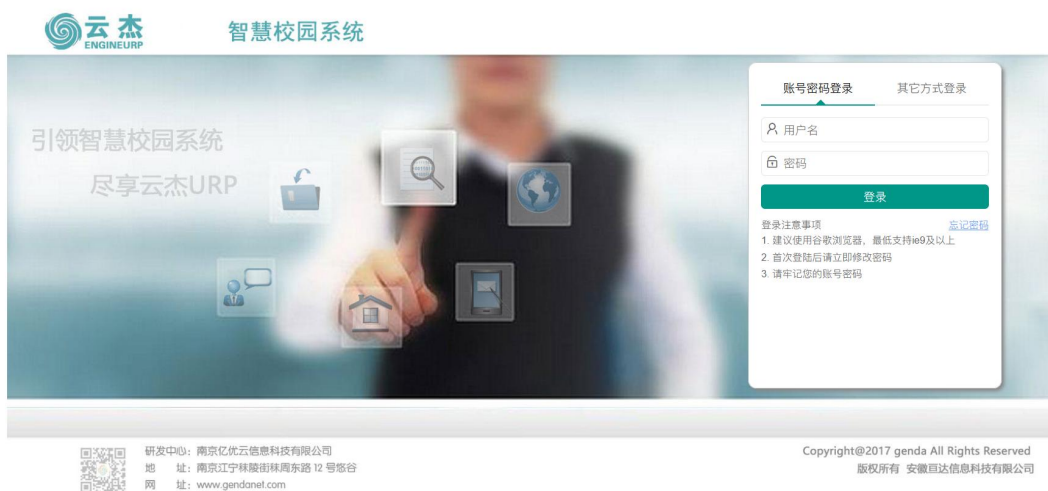 云杰
ENGINEURP
智慧校园系统
引领智慧校园系统
尽享云杰URP
账号密码登录
其它方式登录
用户名
密码
登录
登录注意事项
忘记密码
1. 建议使用谷歌浏览器，最低支持ie9及以上
2. 首次登陆后请立即修改密码
3. 请牢记您的账号密码
研发中心：南京亿优云信息科技有限公司
地 址：南京江宁秣陵街秣周东路 12 号悠谷
网 址：www.gendanet.com
Copyright@2017 genda All Rights Reserved
版权所有 安徽亘达信息科技有限公司